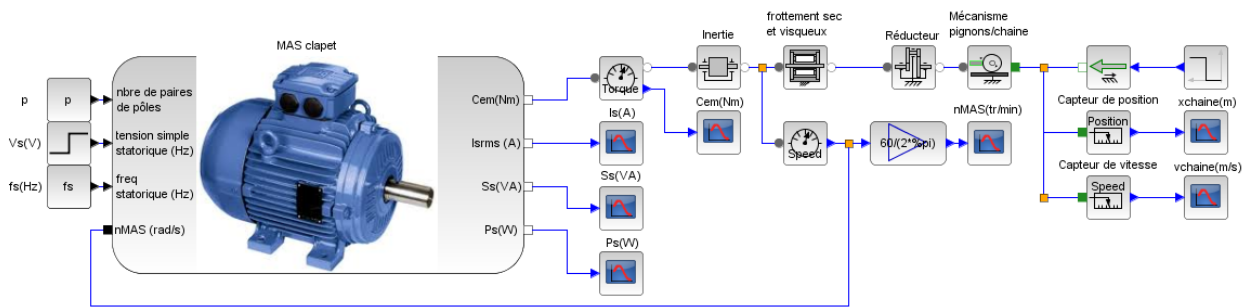 MAS clapet
p
p
nbre de paires
de pôles
Vs(V)
tension simple
statorique (Hz)
fs(Hz)
fs
freq
statorique (Hz)
nMAS (rad/s)
Cem(Nm)
Isrms (A)
Ss(VA)
Ps(W)
Torque
Is(A)
Ss(VA)
Ps(W)
Inertie
Cem(Nm)
frottement sec
et visqueux
Speed
60/(2*%pi)
nMAS(tr/min)
Réducteur
Mécanisme
pignons/chaine
Capteur de position
Position
xchaine(m)
Capteur de vitesse
Speed
vchaine(m/s)